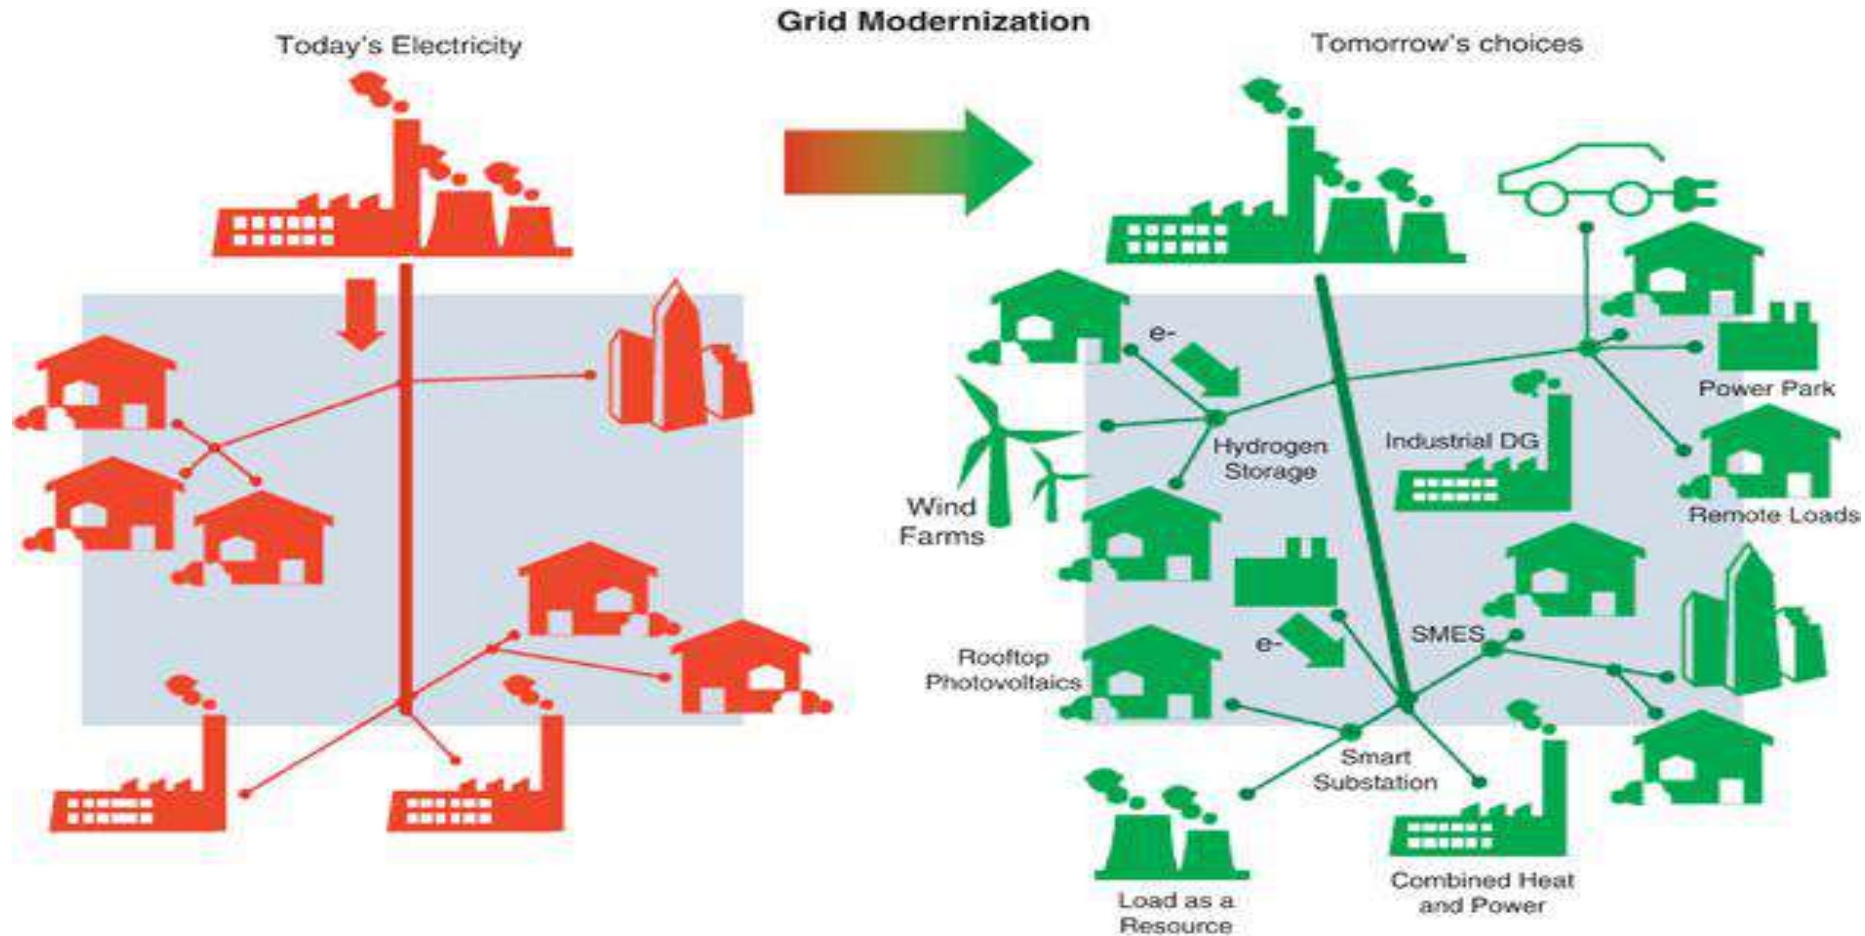 Grid Modernization
Today's Electricity
Tomorrow's choices
e-
Power Park
Hydrogen
Storage
Industrial DG
Wind
Farms
Remote Loads
e-
SMES
Rooftop
Photovoltaics
Smart
Substation
Load as a
Resource
Combined Heat
and Power